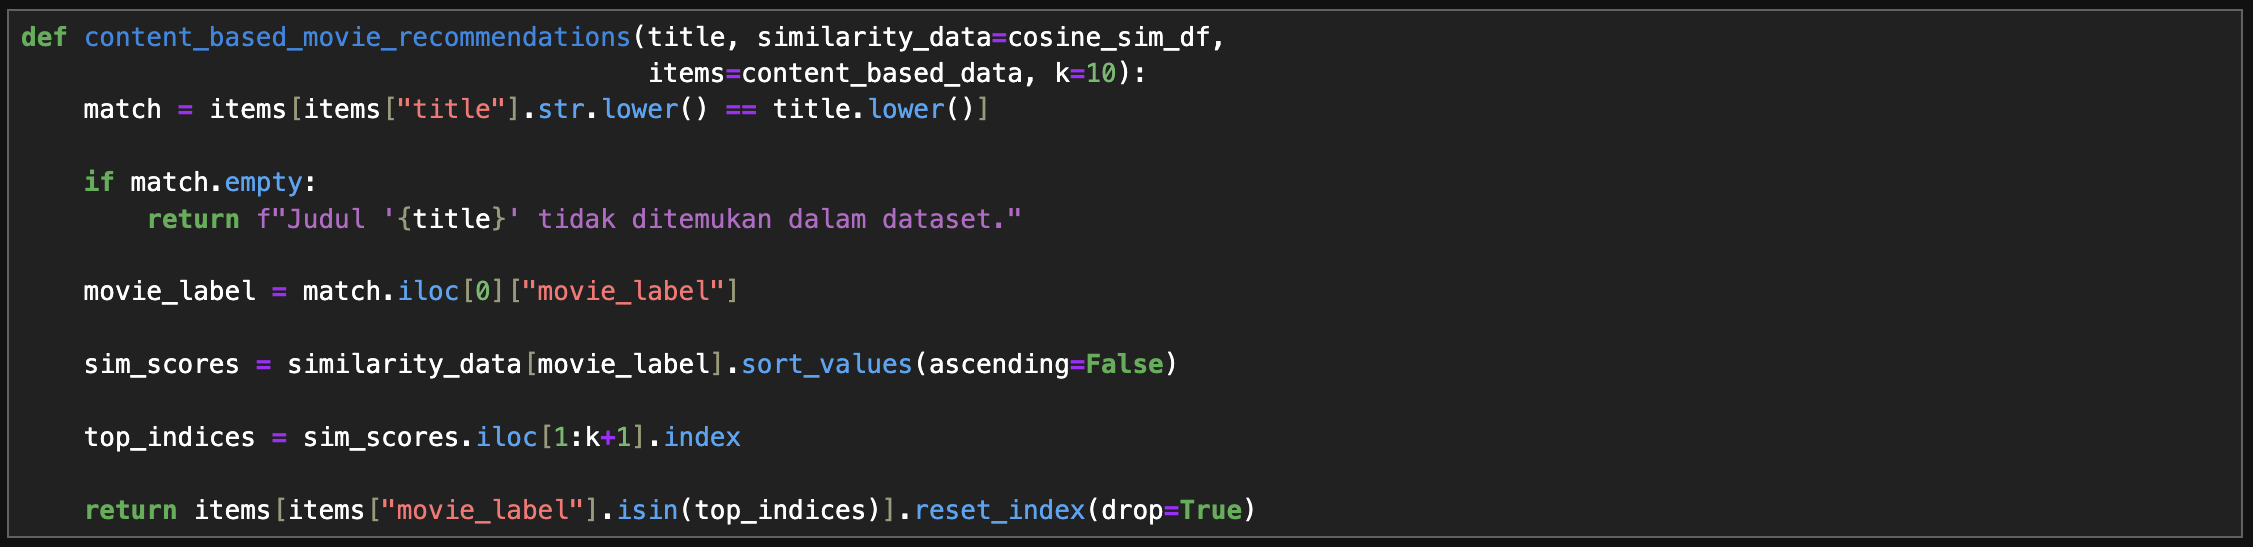 def content_based_movie_recommendations(title, similarity_data=cosine_sim_df,
                                        items=content_based_data, k=10):
    match = items[items["title"].str.lower() == title.lower()]

    if match.empty:
        return f"Judul '{title}' tidak ditemukan dalam dataset."

    movie_label = match.iloc[0]["movie_label"]

    sim_scores = similarity_data[movie_label].sort_values(ascending=False)

    top_indices = sim_scores.iloc[1:k+1].index

    return items[items["movie_label"].isin(top_indices)].reset_index(drop=True)